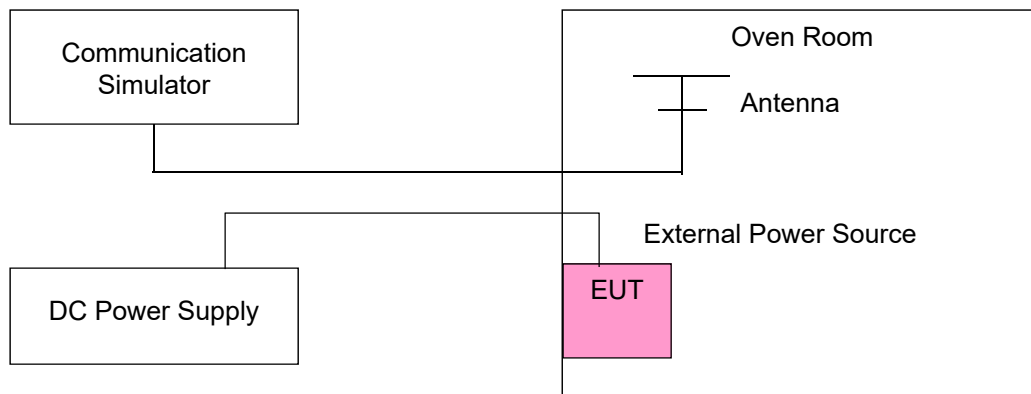 Communication
Simulator
Oven Room
Antenna
External Power Source
DC Power Supply
EUT